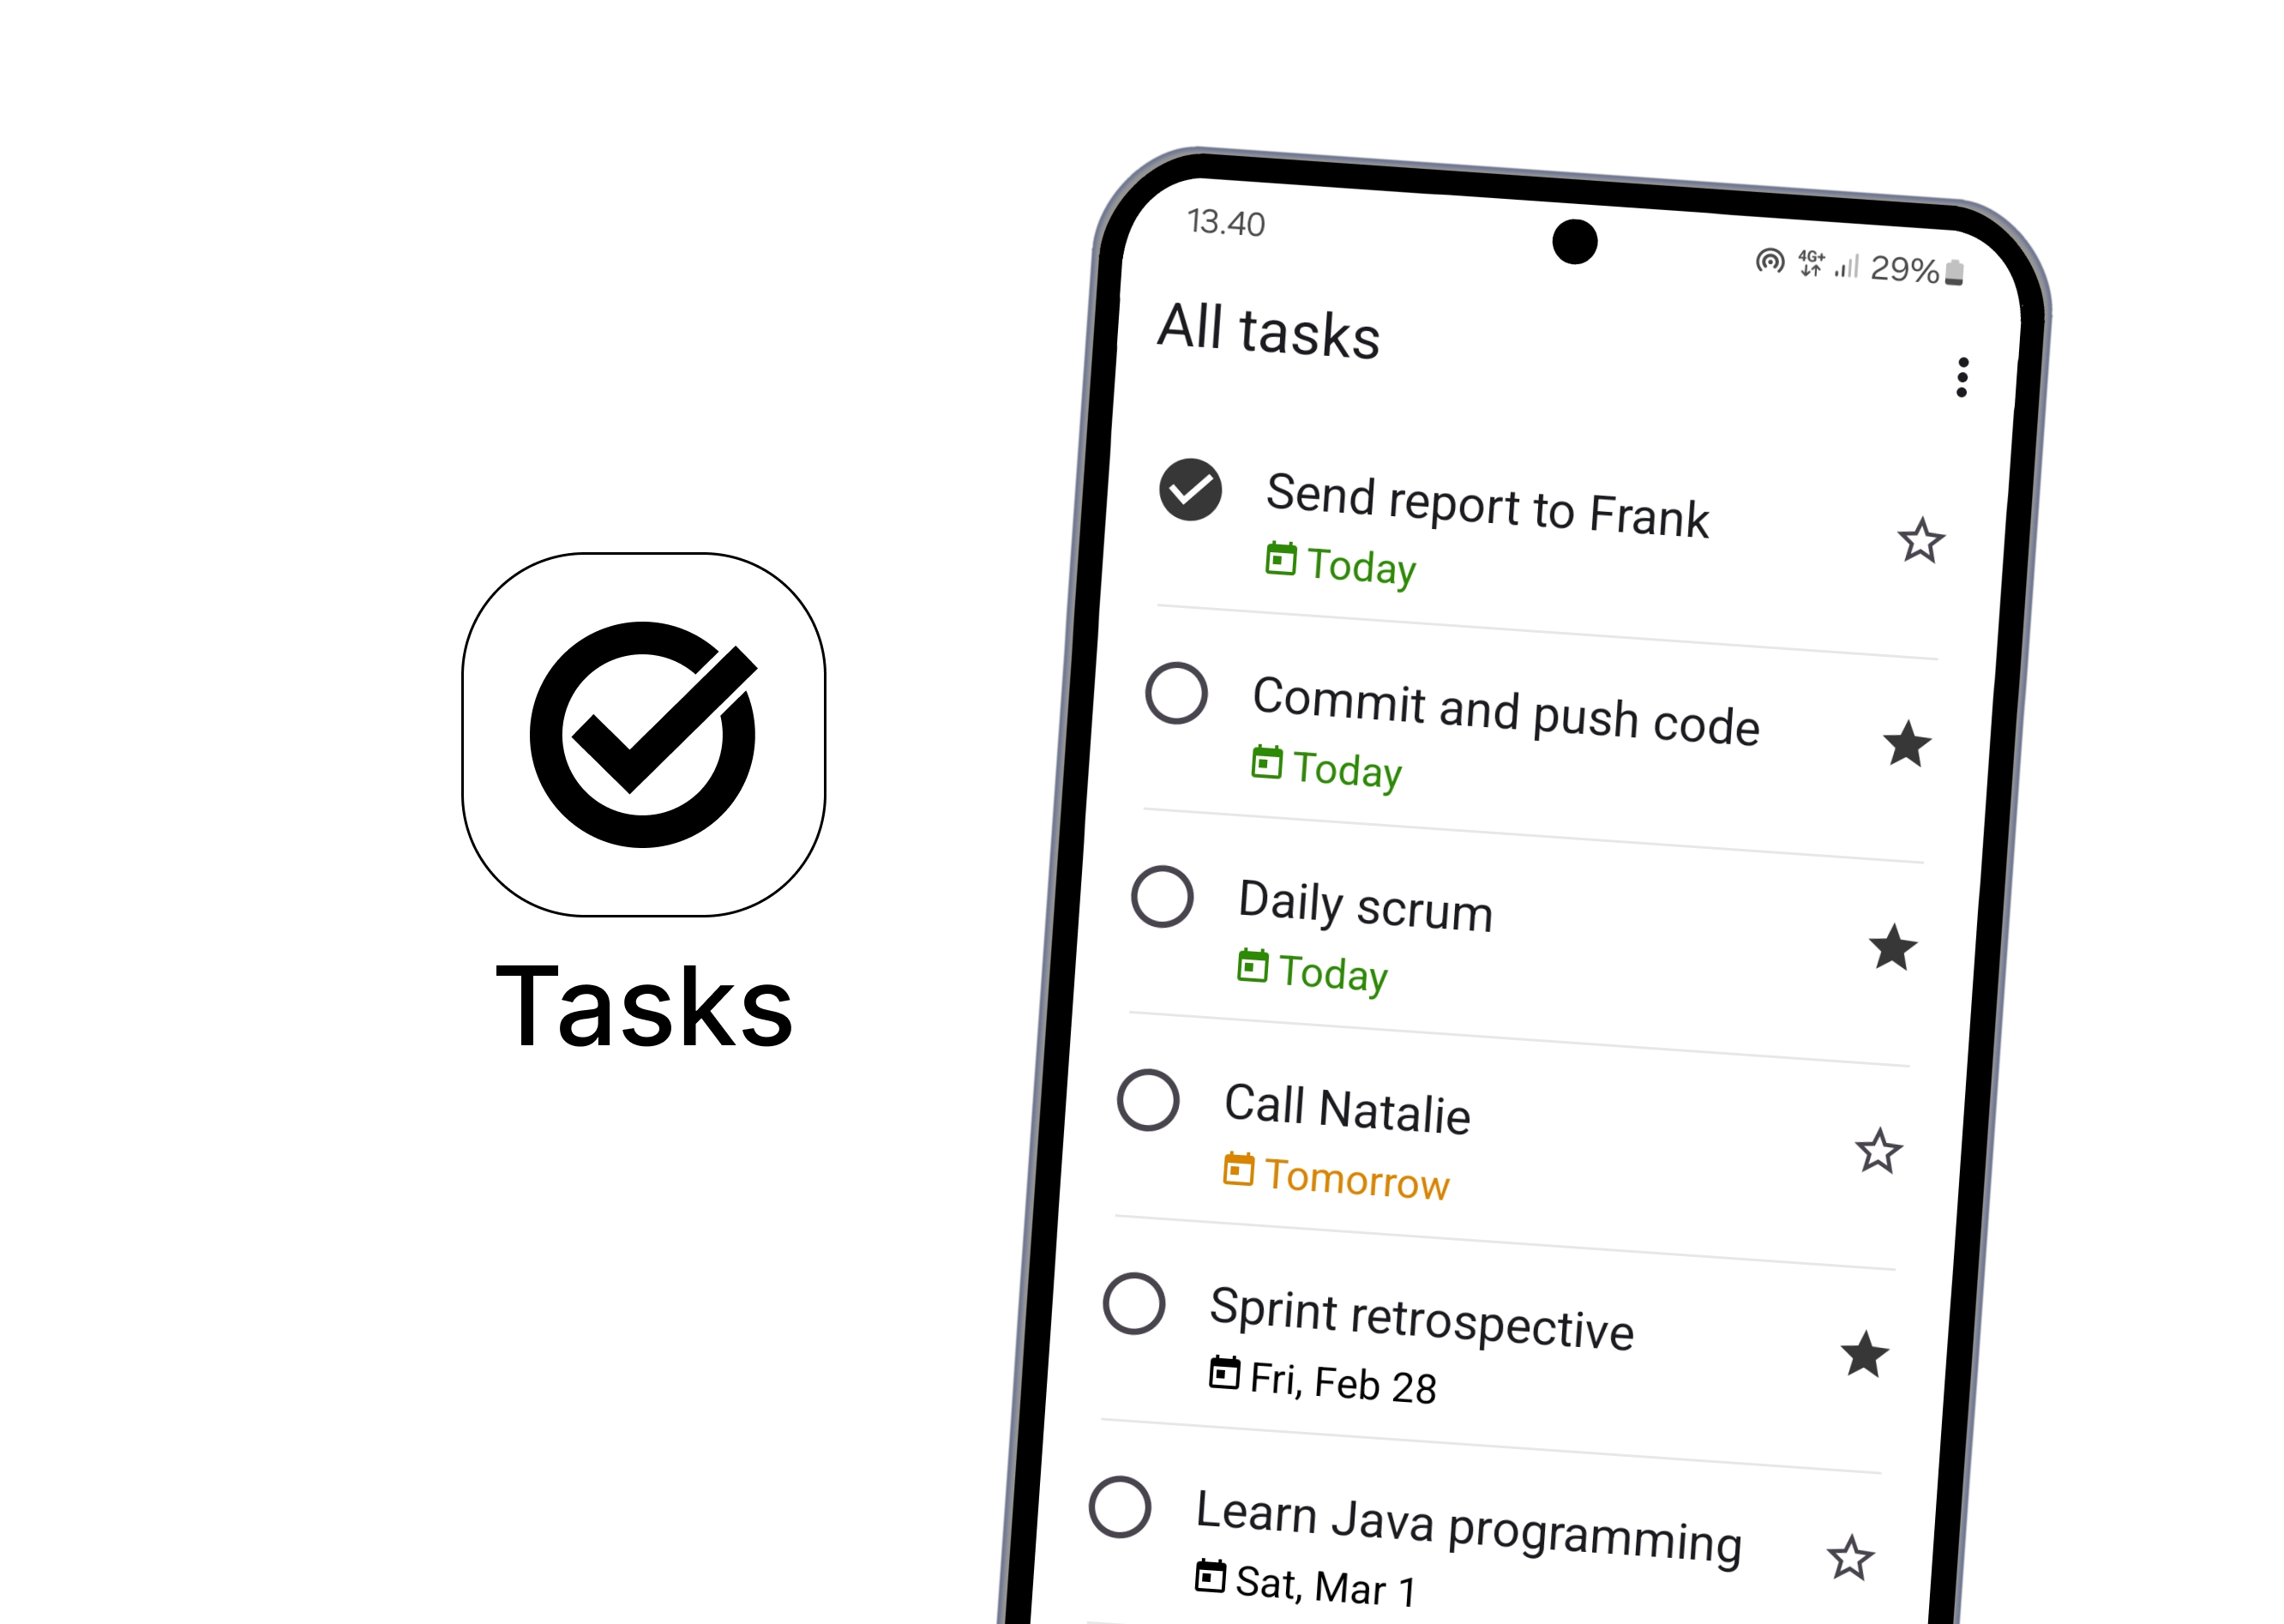 13.40
4G+
29%
All tasks
Send report to Frank
Today
Commit and push code
Today
Daily scrum
Today
Call Natalie
Tomorrow
Sprint retrospective
Fri, Feb 28
Learn Java programming
Sat, Mar 1
Tasks